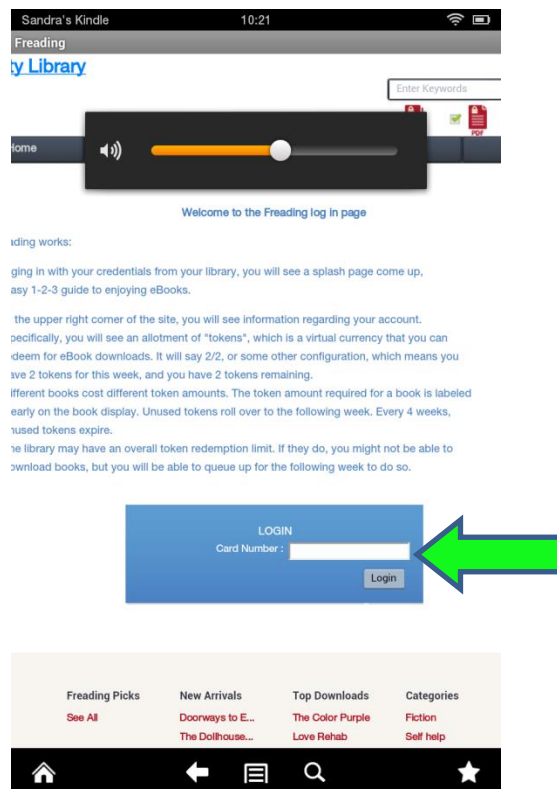 Sandra's Kindle 10:21
Freading
ty Library
Enter Keywords
PDF
Home
Welcome to the Freading log in page
ading works:
ging in with your credentials from your library, you will see a splash page come up,
asy 1-2-3 guide to enjoying eBooks.
the upper right corner of the site, you will see information regarding your account.
pecifically, you will see an allotment of "tokens", which is a virtual currency that you can
deem for eBook downloads. It will say 2/2, or some other configuration, which means you
ave 2 tokens for this week, and you have 2 tokens remaining.
ifferent books cost different token amounts. The token amount required for a book is labeled
early on the book display. Unused tokens roll over to the following week. Every 4 weeks,
nused tokens expire.
he library may have an overall token redemption limit. If they do, you might not be able to
ownload books, but you will be able to queue up for the following week to do so.
LOGIN
Card Number :
Login
Freading Picks New Arrivals Top Downloads Categories
See All Doorways to E... The Color Purple Fiction
The Dollhouse... Love Rehab Self help